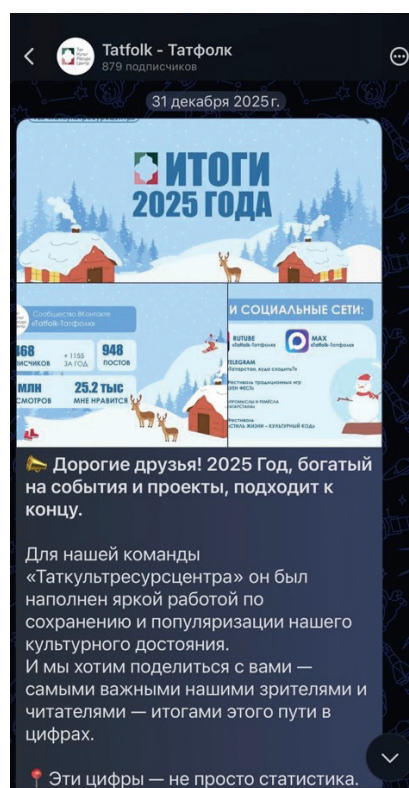 Tatfolk - Татфолк
879 подписчиков
31 декабря 2025 г.
ИТОГИ
2025 ГОДА
Сообщество ВКонтакте
«Tatfolk-Татфолк»
+ 1155
ЗА ГОД
948
ПОСТОВ
25.2 ТЫС
МНЕ НРАВИТСЯ
И СОЦИАЛЬНЫЕ СЕТИ:
RUTUBE
«Tatfolk-Татфолк»
MAX
«Tatfolk-Татфолк»
Дорогие друзья! 2025 Год, богатый
на события и проекты, подходит к
концу.
Для нашей команды
«Таткультресурсцентра» он был
наполнен яркой работой по
сохранению и популяризации нашего
культурного достояния.
И мы хотим поделиться с вами —
самыми важными нашими зрителями и
читателями — итогами этого пути в
цифрах.
Эти цифры — не просто статистика.